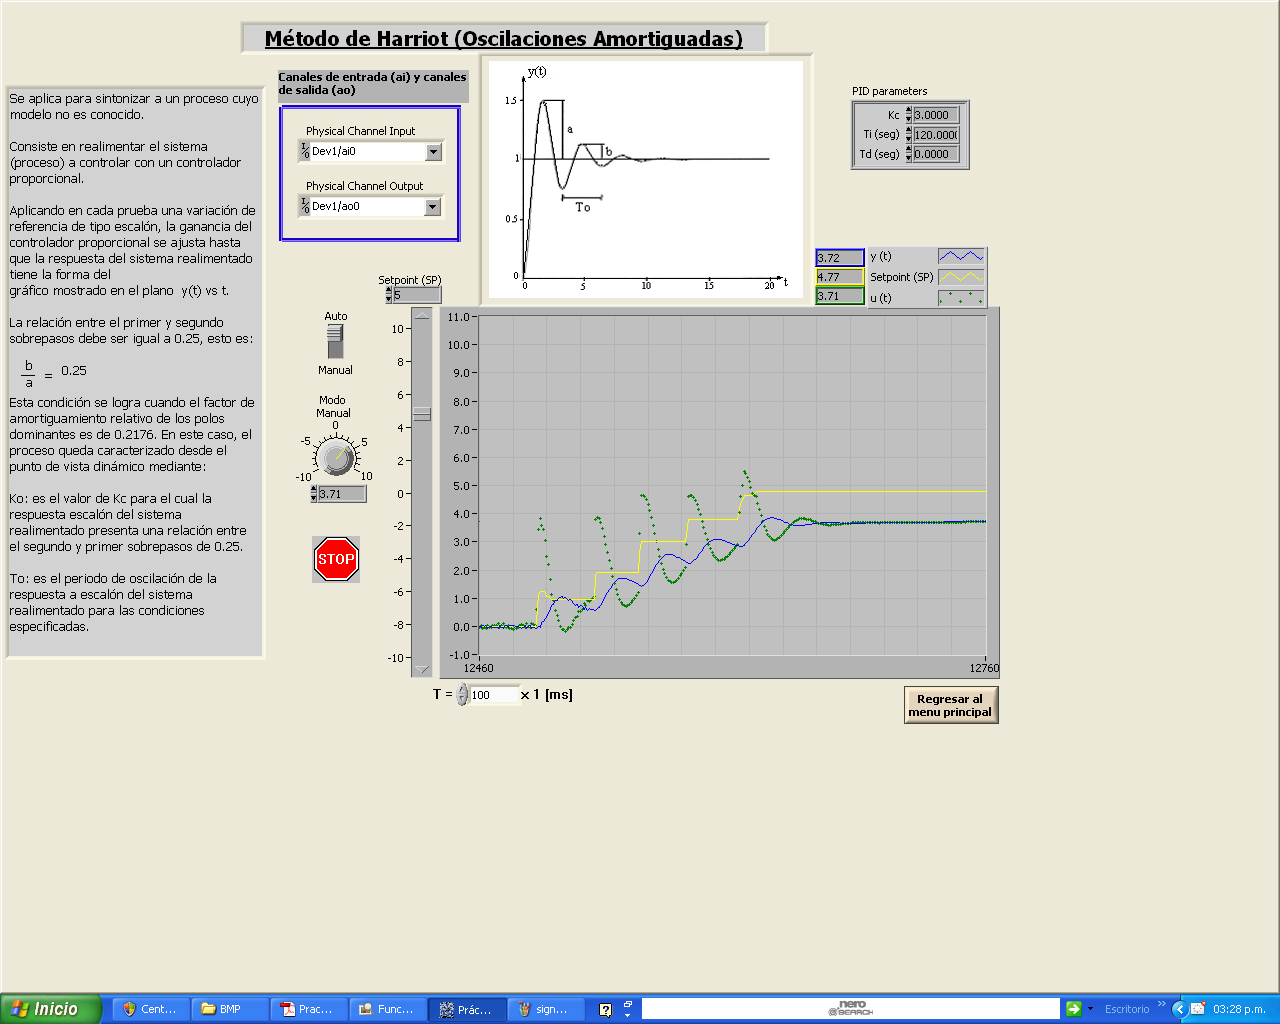 Método de Harriot (Oscilaciones Amortiguadas)
Se aplica para sintonizar a un proceso cuyo
modelo no es conocido.
Consiste en realimentar el sistema
(proceso) a controlar con un controlador
proporcional.
Aplicando en cada prueba una variación de
referencia de tipo escalón, la ganancia del
controlador proporcional se ajusta hasta
que la respuesta del sistema realimentado
tiene la forma del
gráfico mostrado en el plano y(t) vs t.
La relación entre el primer y segundo
sobrepasos debe ser igual a 0.25, esto es:
b
a
= 0.25
Esta condición se logra cuando el factor de
amortiguamiento relativo de los polos
dominantes es de 0.2176. En este caso, el
proceso queda caracterizado desde el
punto de vista dinámico mediante:
Ko: es el valor de Kc para el cual la
respuesta escalón del sistema
realimentado presenta una relación entre
el segundo y primer sobrepasos de 0.25.
To: es el periodo de oscilación de la
respuesta a escalón del sistema
realimentado para las condiciones
especificadas.
Canales de entrada (ai) y canales
de salida (ao)
Physical Channel Input
I/O Dev1/ai0
Physical Channel Output
I/O Dev1/ao0
y(t)
1.5
a
b
1
To
0.5
0
0 5 10 15 20 t
PID parameters
Kc 3.0000
Ti (seg) 120.000
Td (seg) 0.0000
3.72 y (t)
4.77 Setpoint (SP)
3.71 u (t)
Setpoint (SP)
5
Auto
Manual
Modo
Manual
0
-5 5
-10 10
3.71
STOP
10
8
6
4
2
0
-2
-4
-6
-8
-10
11.0
10.0
9.0
8.0
7.0
6.0
5.0
4.0
3.0
2.0
1.0
0.0
-1.0
12460 12760
T = 100 x 1 [ms]
Regresar al
menu principal
Inicio Cent... BMP Prac... Func... Prác... sign... ? nero SEARCH Escritorio » 03:28 p.m.